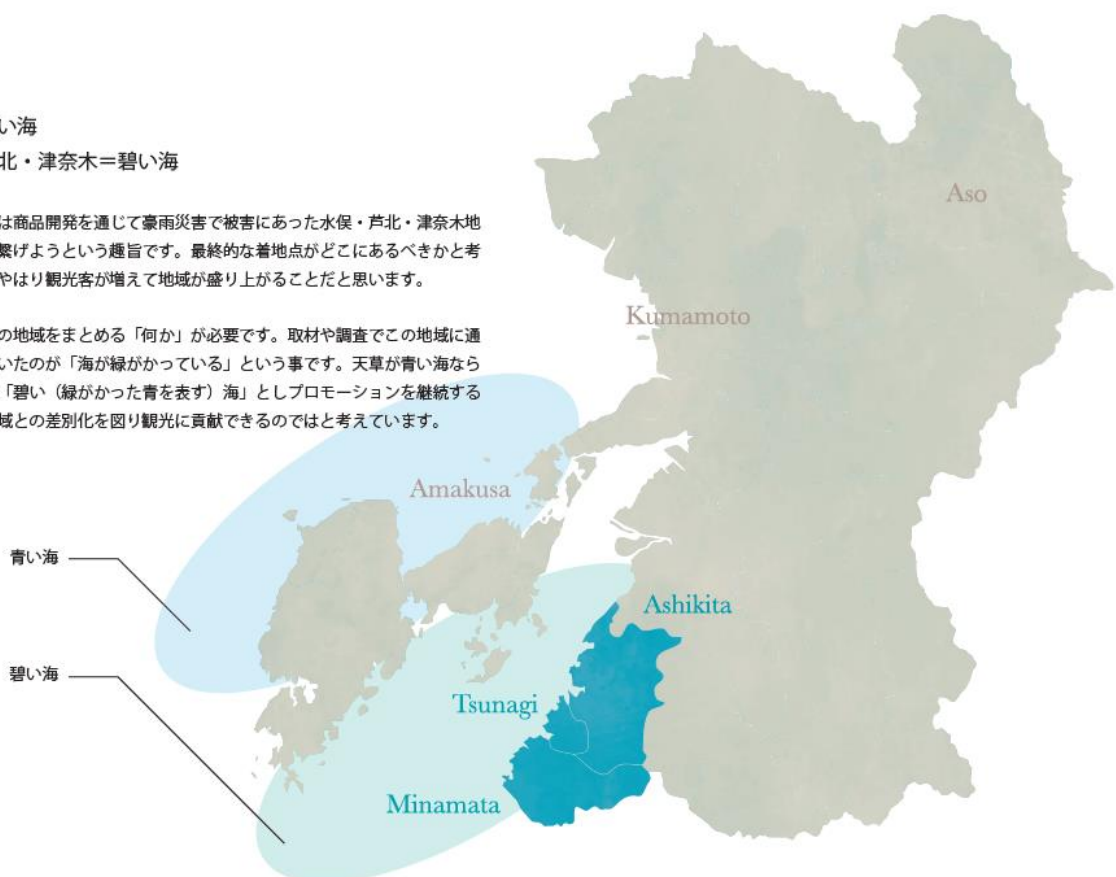 い海
北・津奈木＝碧い海
は商品開発を通じて豪雨災害で被害にあった水俣・芦北・津奈木地
繋げようという趣旨です。最終的な着地点がどこにあるべきかと考
やはり観光客が増えて地域が盛り上がることだと思います。
の地域をまとめる「何か」が必要です。取材や調査でこの地域に通
いたのが「海が緑がかっている」という事です。天草が青い海なら
「碧い（緑がかった青を表す）海」としプロモーションを継続する
域との差別化を図り観光に貢献できるのではと考えています。
Aso
Kumamoto
Amakusa
青い海
Ashikita
碧い海
Tsunagi
Minamata